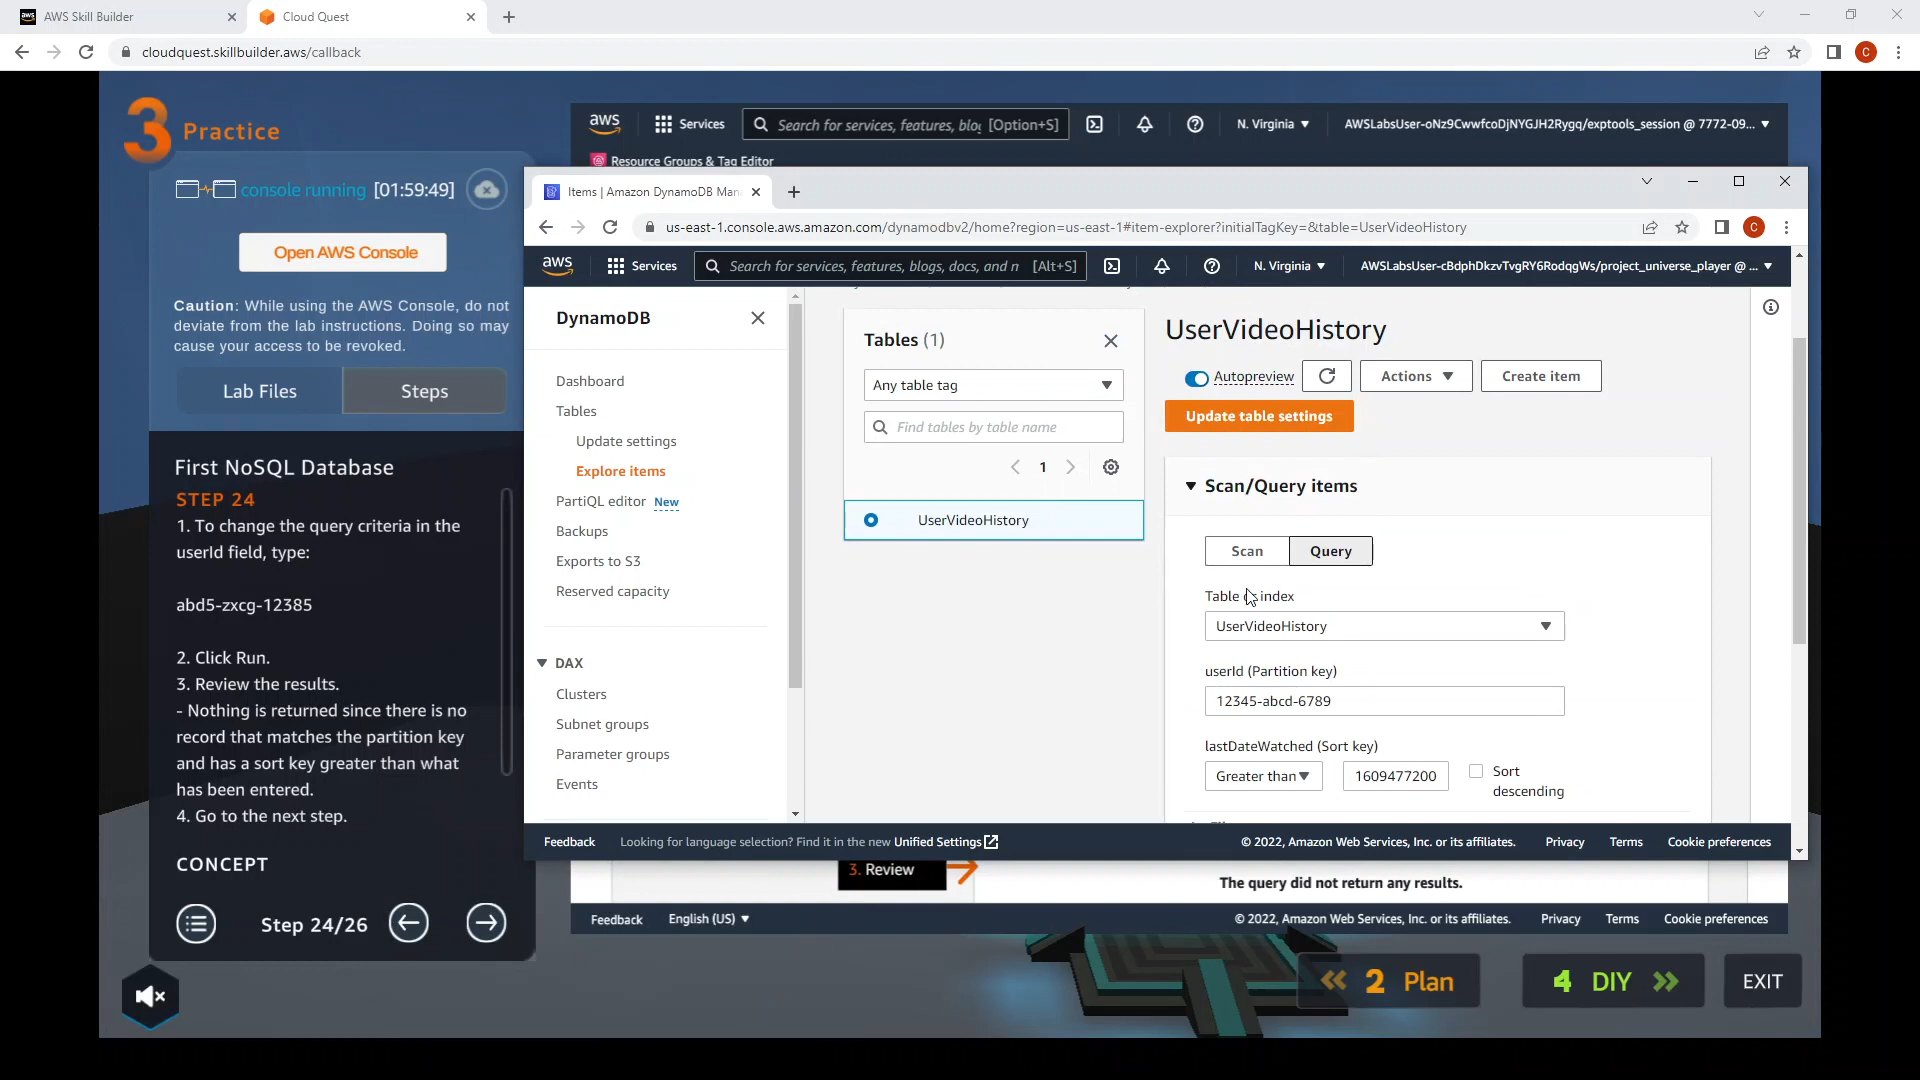 AWS Skill Builder
Cloud Quest
cloudquest.skillbuilder.aws/callback
C
3 Practice
console running [01:59:49]
Open AWS Console
Caution: While using the AWS Console, do not
deviate from the lab instructions. Doing so may
cause your access to be revoked.
Lab Files
Steps
First NoSQL Database
STEP 24
1. To change the query criteria in the
userId field, type:
abd5-zxcg-12385
2. Click Run.
3. Review the results.
- Nothing is returned since there is no
record that matches the partition key
and has a sort key greater than what
has been entered.
4. Go to the next step.
CONCEPT
Step 24/26
aws
Services
Search for services, features, blog [Option+S]
N. Virginia
AWSLabsUser-oNz9CwwfcoDjNYGJH2Rygq/exptools_session @ 7772-09...
Resource Groups & Tag Editor
Items | Amazon DynamoDB Man
us-east-1.console.aws.amazon.com/dynamodbv2/home?region=us-east-1#item-explorer?initialTagKey=&table=UserVideoHistory
C
aws
Services
Search for services, features, blogs, docs, and n [Alt+S]
N. Virginia
AWSLabsUser-cBdphDkzvTvgRY6RodqgWs/project_universe_player @ ...
DynamoDB
Dashboard
Tables
Update settings
Explore items
PartiQL editor New
Backups
Exports to S3
Reserved capacity
DAX
Clusters
Subnet groups
Parameter groups
Events
Tables (1)
Any table tag
Find tables by table name
1
UserVideoHistory
UserVideoHistory
Autopreview
Actions
Create item
Update table settings
Scan/Query items
Scan
Query
Table or index
UserVideoHistory
userId (Partition key)
12345-abcd-6789
lastDateWatched (Sort key)
Greater than
1609477200
Sort
descending
Feedback
Looking for language selection? Find it in the new Unified Settings
© 2022, Amazon Web Services, Inc. or its affiliates.
Privacy
Terms
Cookie preferences
3. Review
The query did not return any results.
Feedback
English (US)
© 2022, Amazon Web Services, Inc. or its affiliates.
Privacy
Terms
Cookie preferences
2 Plan
4 DIY
EXIT